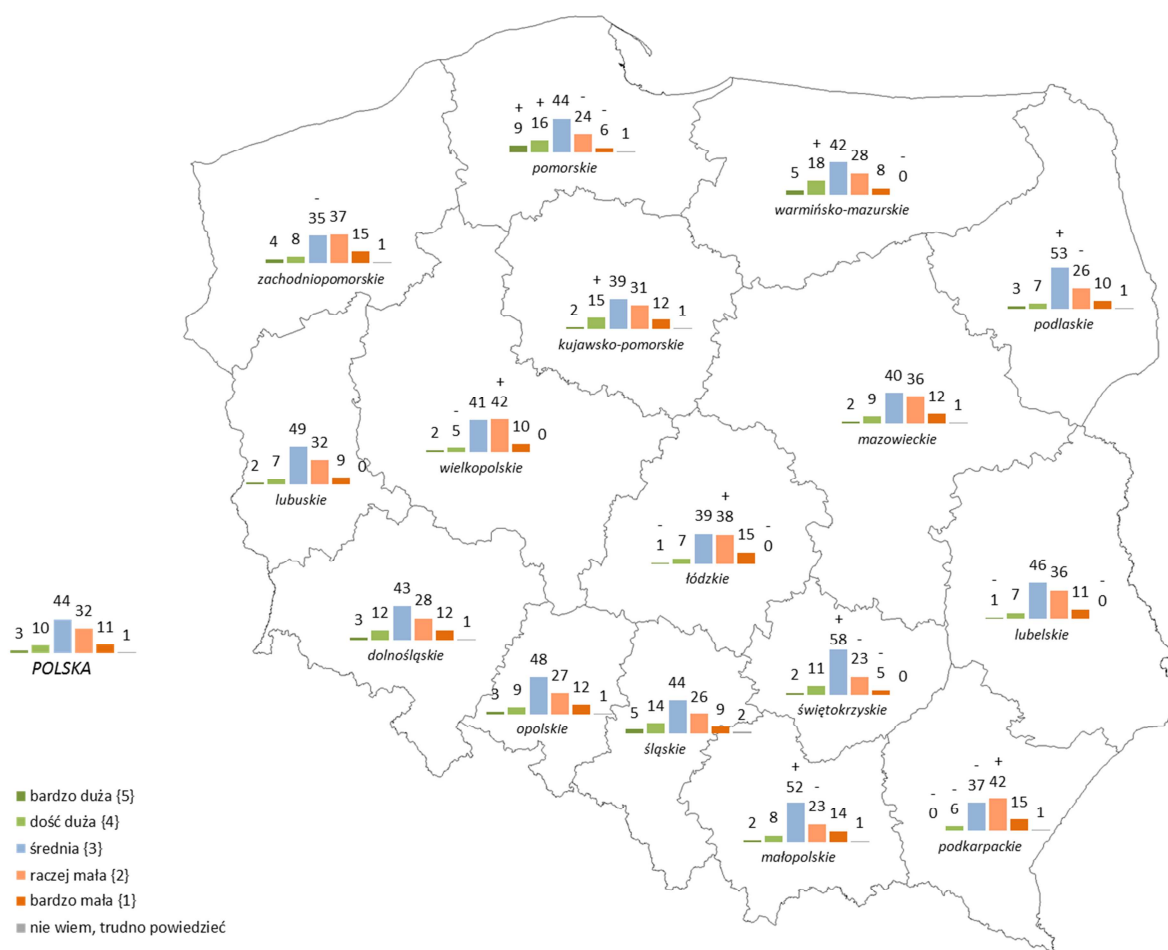 + + 44 - -
9 16 24 6 1
pomorskie
+ 42 -
5 18 28 8 0
warmińsko-mazurskie
-
4 8 35 37 15 1
zachodniopomorskie
+
53 -
3 7 26 10 1
podlaskie
+ 39
2 15 31 12 1
kujawsko-pomorskie
+
- 41 42
2 5 10 0
wielkopolskie
40 36
2 9 12 1
mazowieckie
49
2 7 32 9 0
lubuskie
+
- 39 38 -
1 7 15 0
łódzkie
46
- 36 -
1 7 11 0
lubelskie
43
3 12 28 12 1
dolnośląskie
44
3 10 32 11 1
POLSKA
+
58 - -
2 11 23 5 0
świętokrzyskie
48
3 9 27 12 1
opolskie
44
5 14 26 9 2
śląskie
+
52 -
2 8 23 14 1
małopolskie
- +
- - 37 42
0 6 15 1
podkarpackie
bardzo duża {5}
dość duża {4}
średnia {3}
raczej mała {2}
bardzo mała {1}
nie wiem, trudno powiedzieć